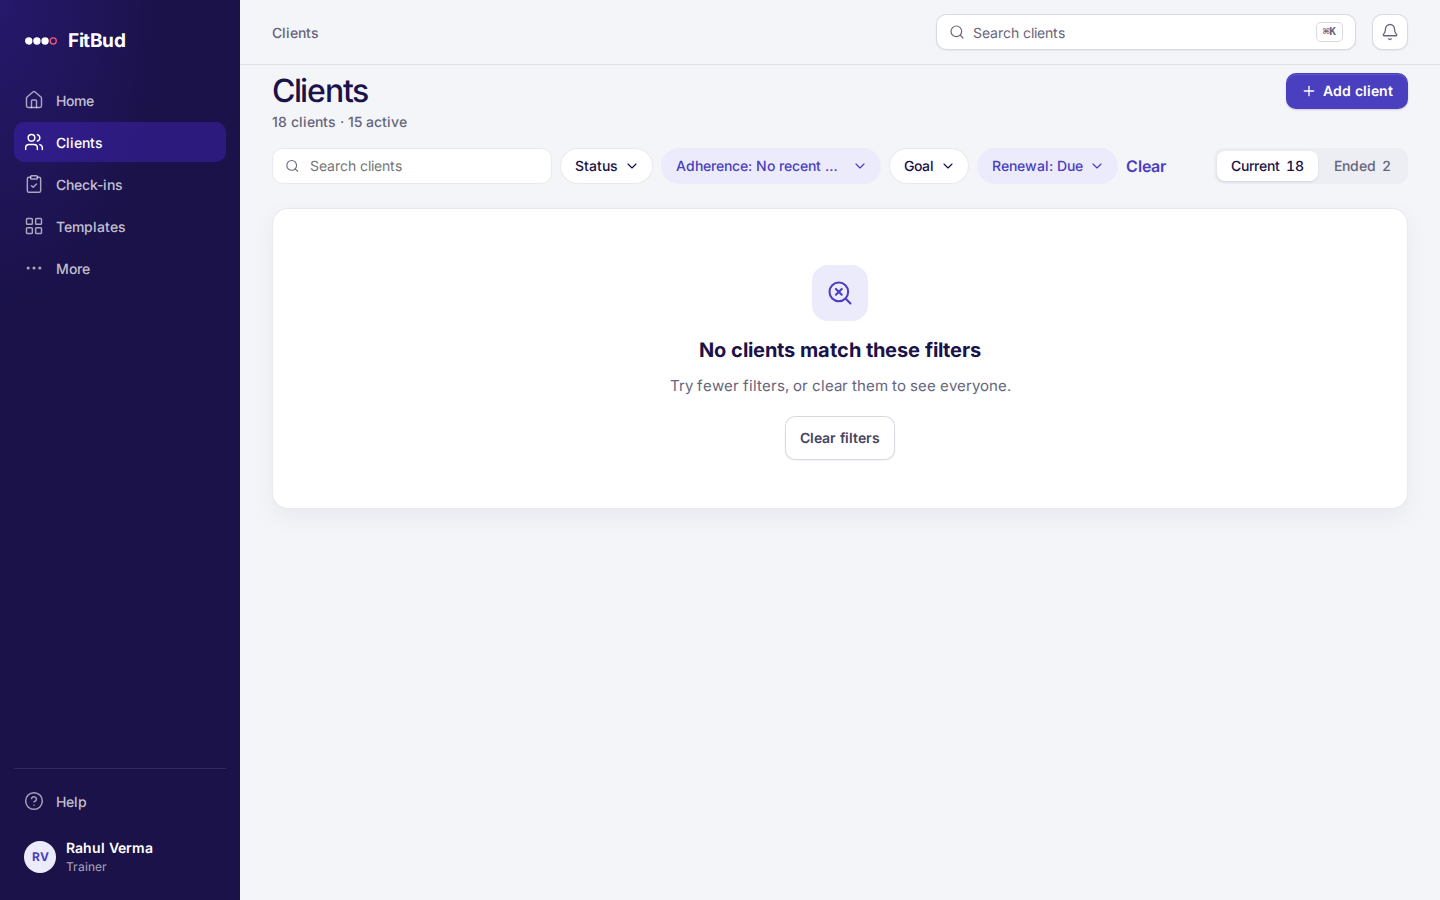 FitBud
Home
Clients
Check-ins
Templates
More
Help
RV
Rahul Verma
Trainer
Clients
Search clients
⌘K
Clients
18 clients · 15 active
Add client
Search clients
Status
Adherence: No recent ...
Goal
Renewal: Due
Clear
Current 18
Ended 2
No clients match these filters
Try fewer filters, or clear them to see everyone.
Clear filters